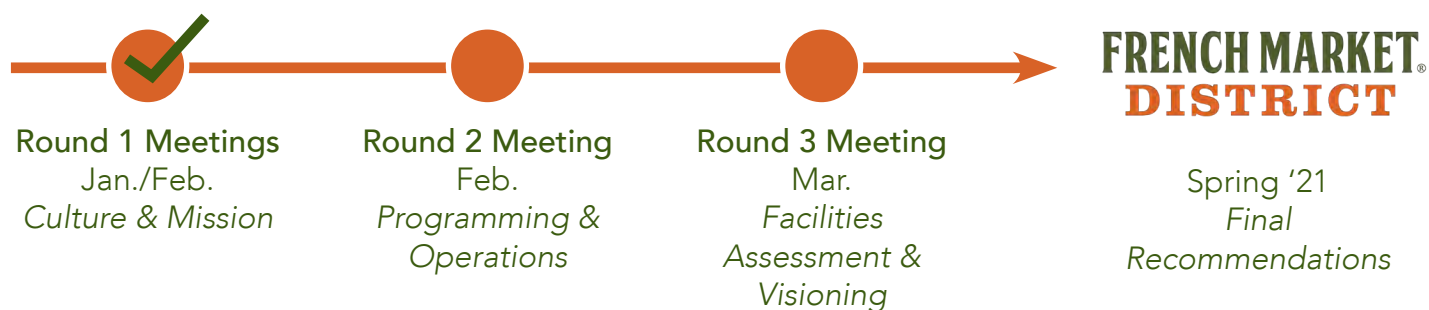 FRENCH MARKET®
DISTRICT
Round 1 Meetings
Jan./Feb.
Culture & Mission
Round 2 Meeting
Feb.
Programming &
Operations
Round 3 Meeting
Mar.
Facilities
Assessment &
Visioning
Spring ‘21
Final
Recommendations